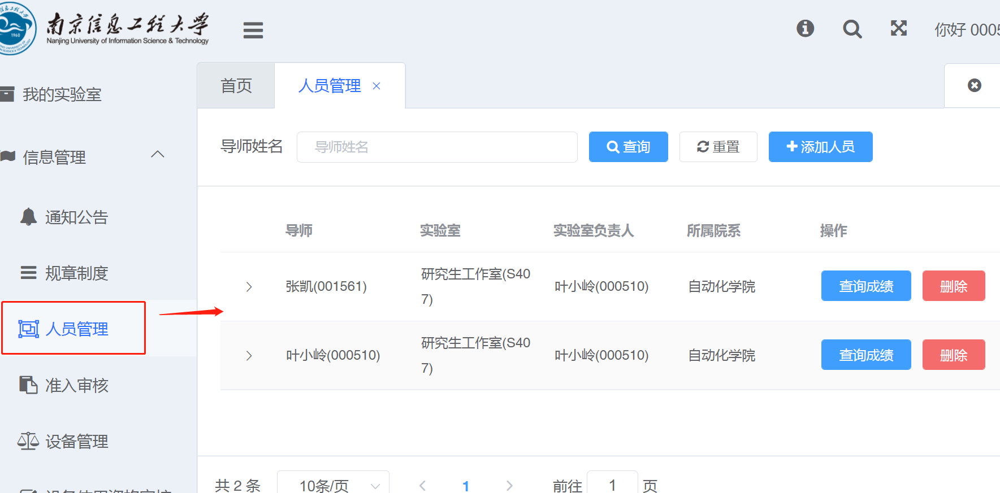 南京信息工程大学
Nanjing University of Information Science & Technology
1960
你好 000
我的实验室
信息管理
通知公告
规章制度
人员管理
准入审核
设备管理
首页
人员管理
导师姓名
导师姓名
查询
重置
添加人员
导师 实验室 实验室负责人 所属院系 操作
张凯(001561) 研究生工作室(S40
7) 叶小岭(000510) 自动化学院 查询成绩 删除
叶小岭(000510) 研究生工作室(S40
7) 叶小岭(000510) 自动化学院 查询成绩 删除
共 2 条 10条/页 1 前往 1 页